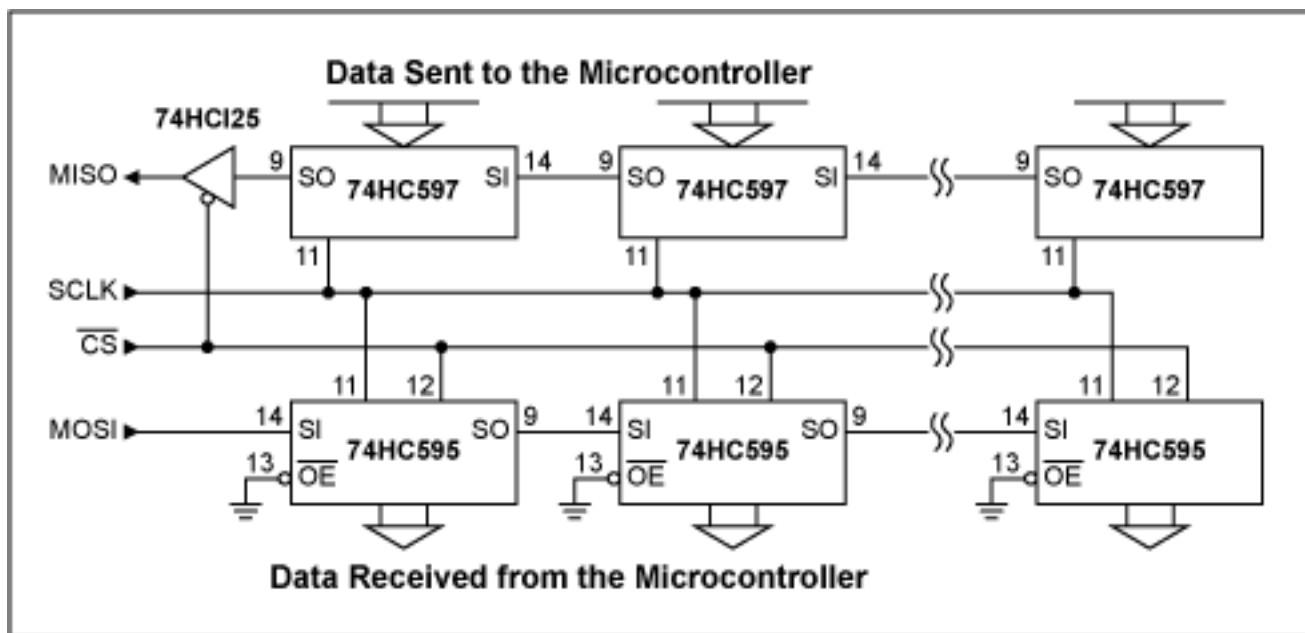 Data Sent to the Microcontroller
74HCI25
MISO
9 SO 74HC597 SI 14
9 SO 74HC597 SI 14
9 SO 74HC597
11
11
11
SCLK
CS
11 12
11 12
11 12
MOSI
14 SI 74HC595 SO 9
14 SI 74HC595 SO 9
14 SI 74HC595
13 OE
13 OE
13 OE
Data Received from the Microcontroller